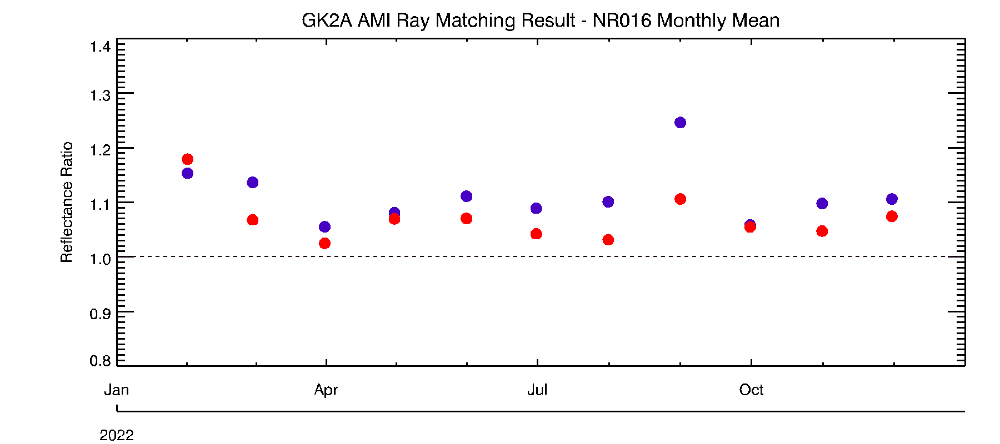 GK2A AMI Ray Matching Result - NR016 Monthly Mean
1.4
1.3
1.2
1.1
1.0
0.9
0.8
Reflectance Ratio
Jan Apr Jul Oct
2022